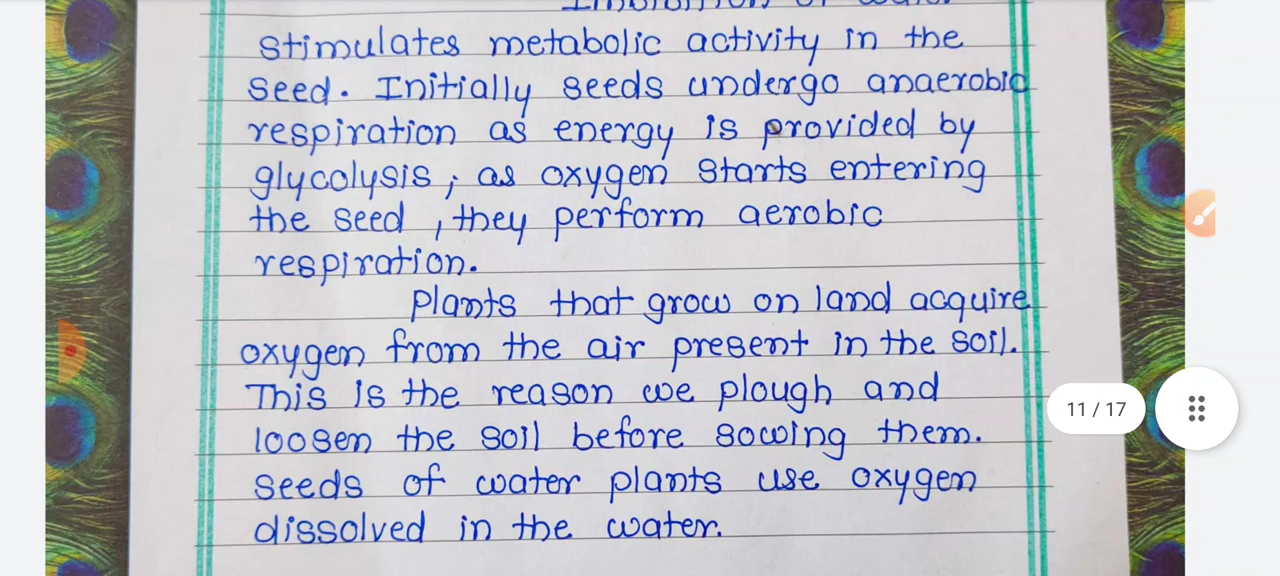 Imbibition of water
stimulates metabolic activity in the
seed. Initially seeds undergo anaerobic
respiration as energy is provided by
glycolysis, as oxygen starts entering
the seed, they perform aerobic
respiration.
Plants that grow on land acquire
oxygen from the air present in the soil.
This is the reason we plough and
loosen the soil before sowing them.
Seeds of water plants use oxygen
dissolved in the water.
11 / 17